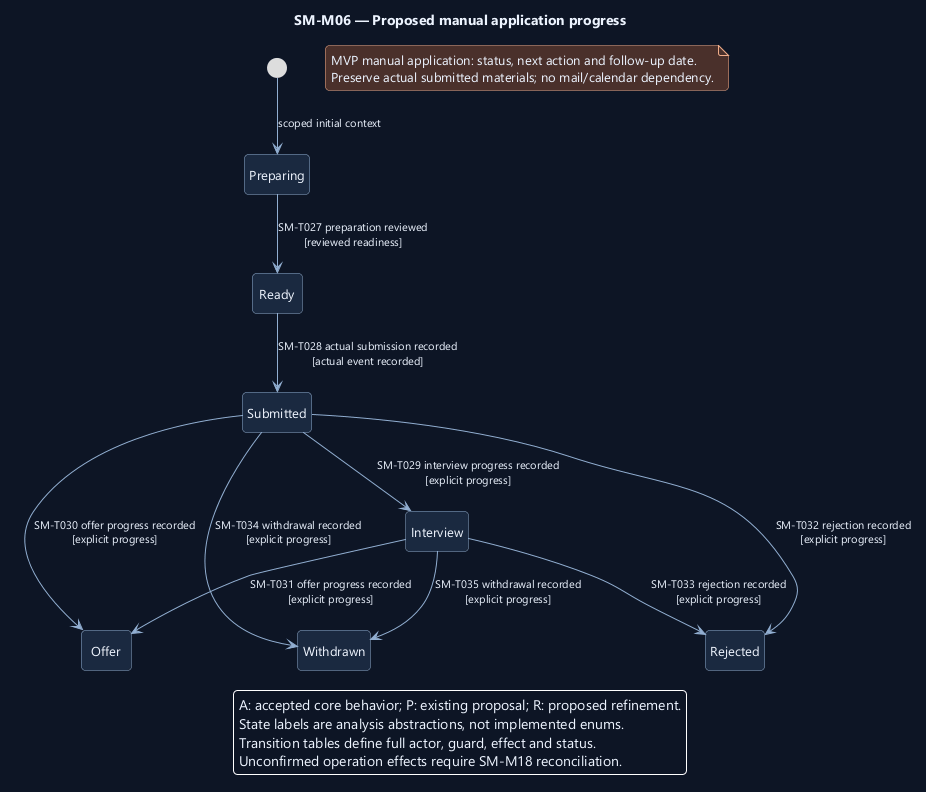 SM-M06 — Proposed manual application progress
MVP manual application: status, next action and follow-up date.
Preserve actual submitted materials; no mail/calendar dependency.
scoped initial context
Preparing
SM-T027 preparation reviewed
[reviewed readiness]
Ready
SM-T028 actual submission recorded
[actual event recorded]
Submitted
SM-T029 interview progress recorded
[explicit progress]
SM-T030 offer progress recorded
[explicit progress]
SM-T034 withdrawal recorded
[explicit progress]
Interview
SM-T032 rejection recorded
[explicit progress]
SM-T031 offer progress recorded
[explicit progress]
SM-T035 withdrawal recorded
[explicit progress]
SM-T033 rejection recorded
[explicit progress]
Offer
Withdrawn
Rejected
A: accepted core behavior; P: existing proposal; R: proposed refinement.
State labels are analysis abstractions, not implemented enums.
Transition tables define full actor, guard, effect and status.
Unconfirmed operation effects require SM-M18 reconciliation.